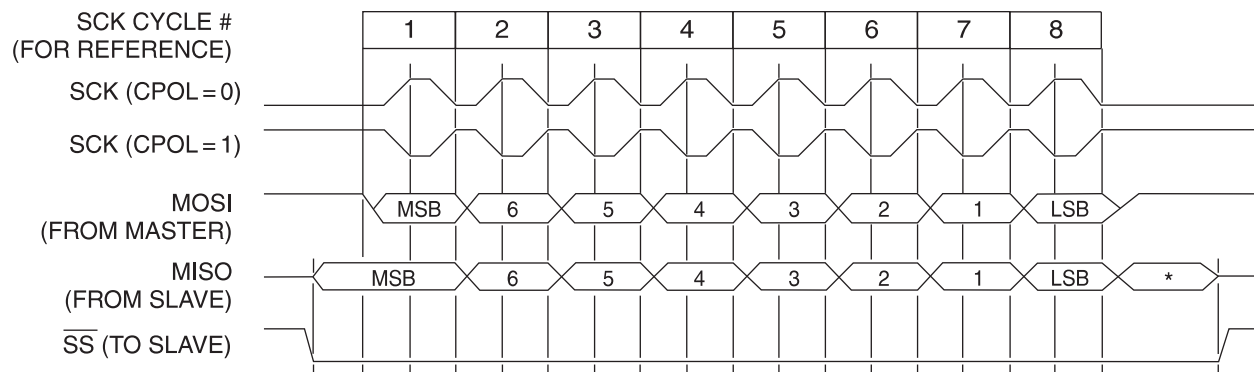 SCK CYCLE # 1 2 3 4 5 6 7 8
(FOR REFERENCE)
SCK (CPOL = 0)
SCK (CPOL = 1)
MOSI MSB 6 5 4 3 2 1 LSB
(FROM MASTER)
MISO MSB 6 5 4 3 2 1 LSB *
(FROM SLAVE)
SS (TO SLAVE)